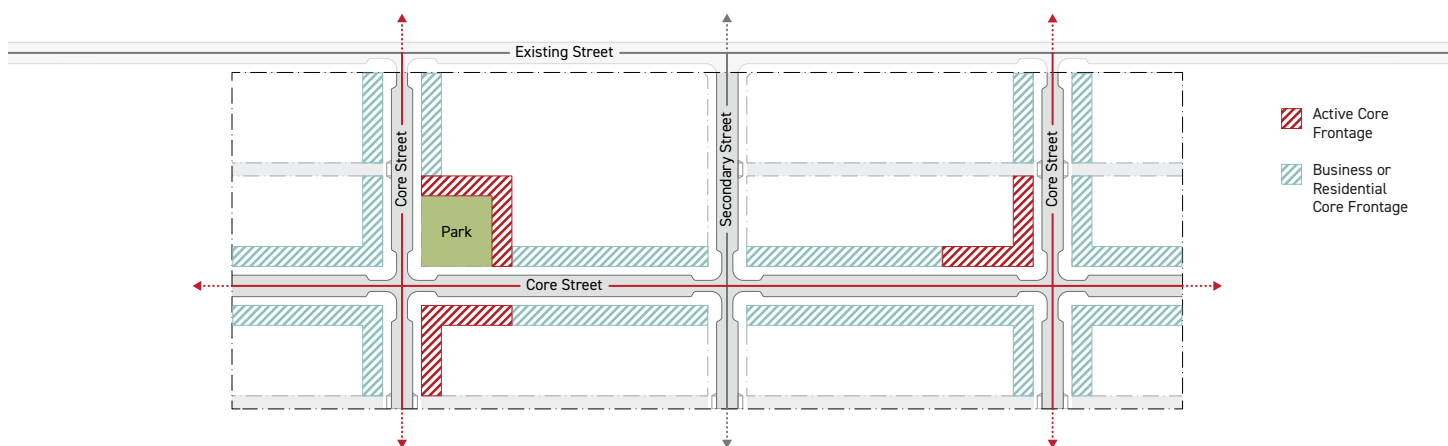 Existing Street
Core Street
Secondary Street
Core Street
Park
Core Street
Active Core
Frontage
Business or
Residential
Core Frontage